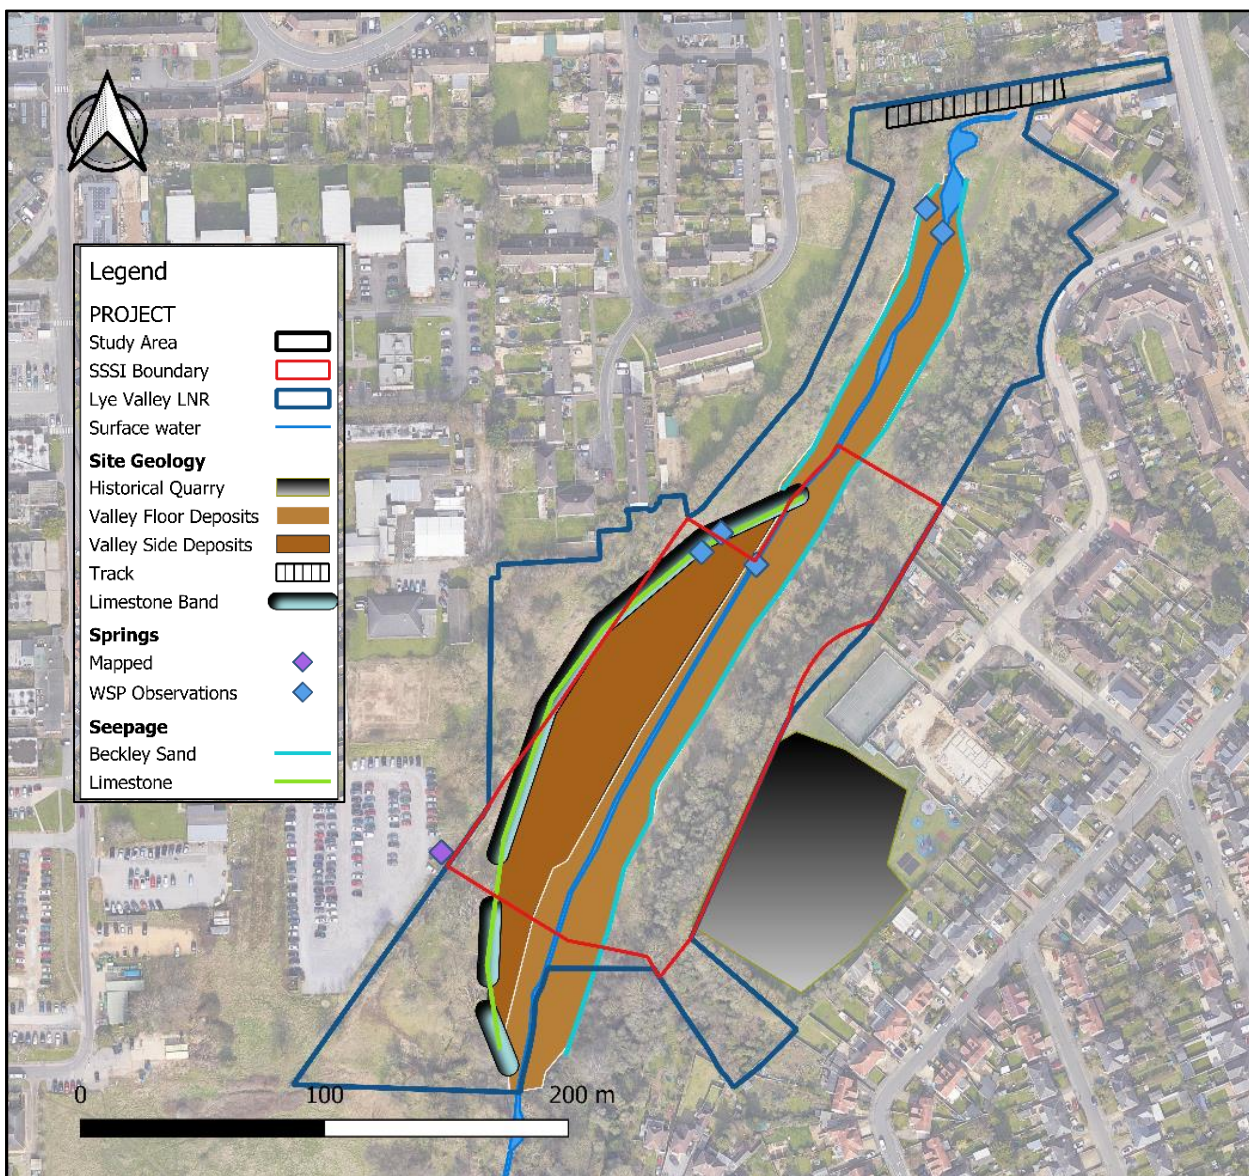 Legend
PROJECT
Study Area
SSSI Boundary
Lye Valley LNR
Surface water
Site Geology
Historical Quarry
Valley Floor Deposits
Valley Side Deposits
Track
Limestone Band
Springs
Mapped
WSP Observations
Seepage
Beckley Sand
Limestone
0 100 200 m